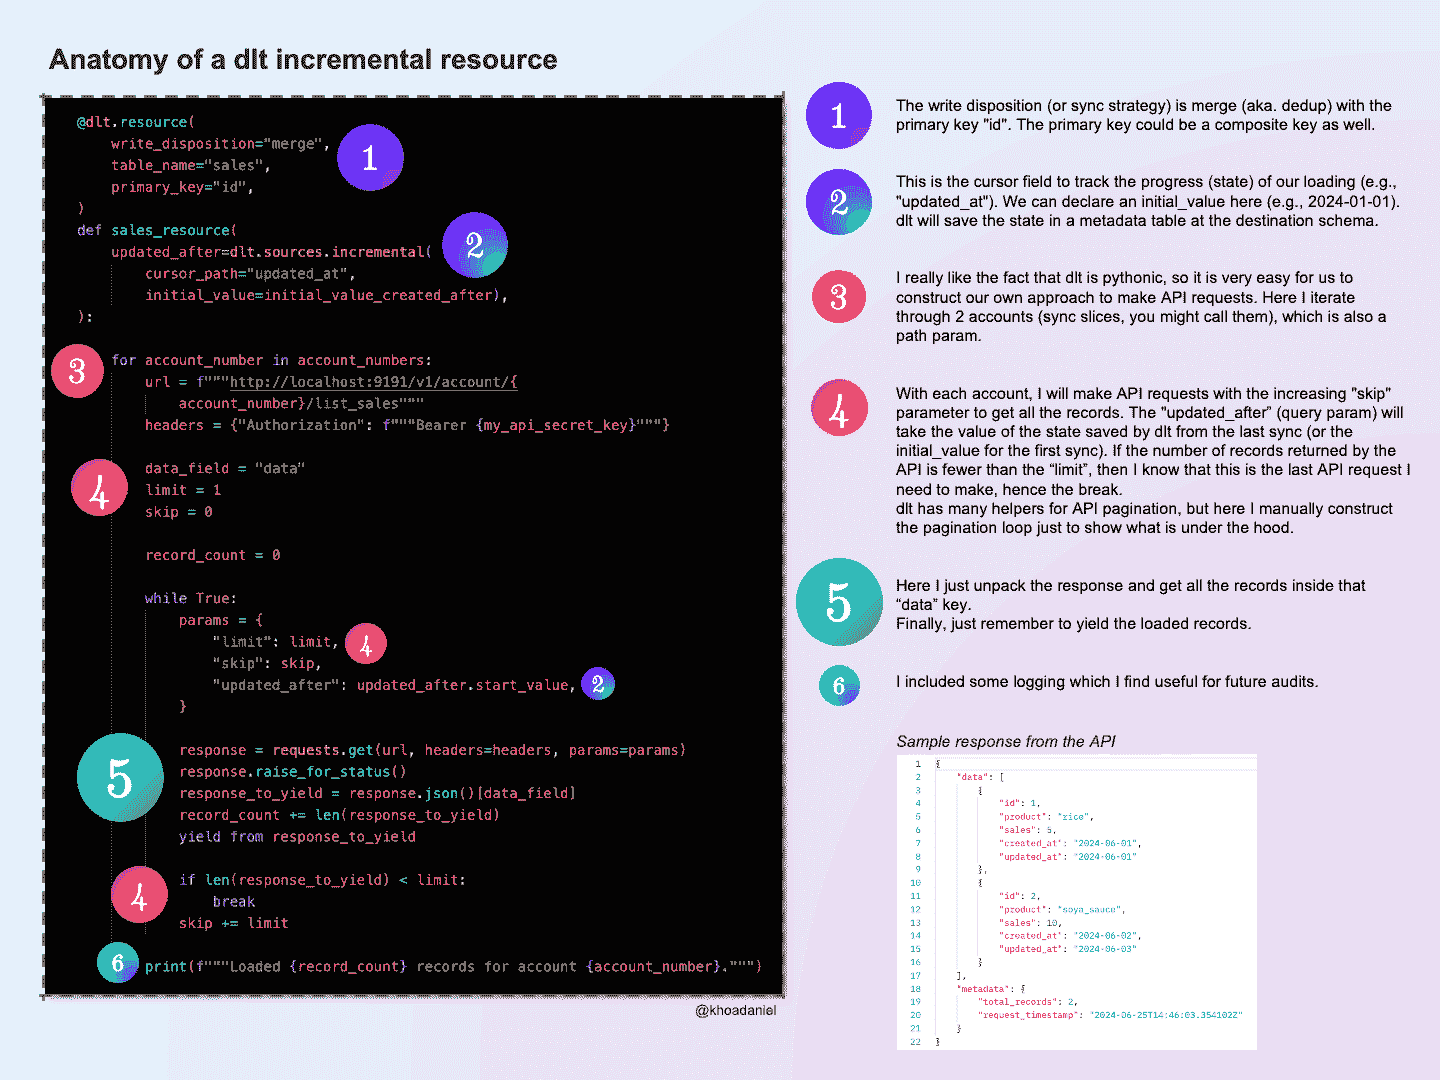 Anatomy of a dlt incremental resource
@dlt.resource(
write_disposition="merge",
table_name="sales",
primary_key="id",
)
1
def sales_resource(
updated_after=dlt.sources.incremental(
cursor_path="updated_at",
initial_value=initial_value_created_after),
):
2
3
for account_number in account_numbers:
url = f"""http://localhost:9191/v1/account/{
account_number}/list_sales"""
headers = {"Authorization": f"""Bearer {my_api_secret_key}"""}
4
data_field = "data"
limit = 1
skip = 0
record_count = 0
while True:
params = {
"limit": limit,
4
"skip": skip,
"updated_after": updated_after.start_value,
2
}
5
response = requests.get(url, headers=headers, params=params)
response.raise_for_status()
response_to_yield = response.json()[data_field]
record_count += len(response_to_yield)
yield from response_to_yield
4
if len(response_to_yield) < limit:
break
skip += limit
6
print(f"""Loaded {record_count} records for account {account_number}.""")
@khoadaniel
1
The write disposition (or sync strategy) is merge (aka. dedup) with the
primary key "id". The primary key could be a composite key as well.
2
This is the cursor field to track the progress (state) of our loading (e.g.,
"updated_at"). We can declare an initial_value here (e.g., 2024-01-01).
dlt will save the state in a metadata table at the destination schema.
3
I really like the fact that dlt is pythonic, so it is very easy for us to
construct our own approach to make API requests. Here I iterate
through 2 accounts (sync slices, you might call them), which is also a
path param.
4
With each account, I will make API requests with the increasing "skip"
parameter to get all the records. The "updated_after” (query param) will
take the value of the state saved by dlt from the last sync (or the
initial_value for the first sync). If the number of records returned by the
API is fewer than the “limit”, then I know that this is the last API request I
need to make, hence the break.
dlt has many helpers for API pagination, but here I manually construct
the pagination loop just to show what is under the hood.
5
Here I just unpack the response and get all the records inside that
“data” key.
Finally, just remember to yield the loaded records.
6
I included some logging which I find useful for future audits.
Sample response from the API
1 {
2 "data": [
3 {
4 "id": 1,
5 "product": "rice",
6 "sales": 5,
7 "created_at": "2024-06-01",
8 "updated_at": "2024-06-01"
9 },
10 {
11 "id": 2,
12 "product": "soya_sauce",
13 "sales": 10,
14 "created_at": "2024-06-02",
15 "updated_at": "2024-06-03"
16 }
17 ],
18 "metadata": {
19 "total_records": 2,
20 "request_timestamp": "2024-06-25T14:46:03.354102Z"
21 }
22 }